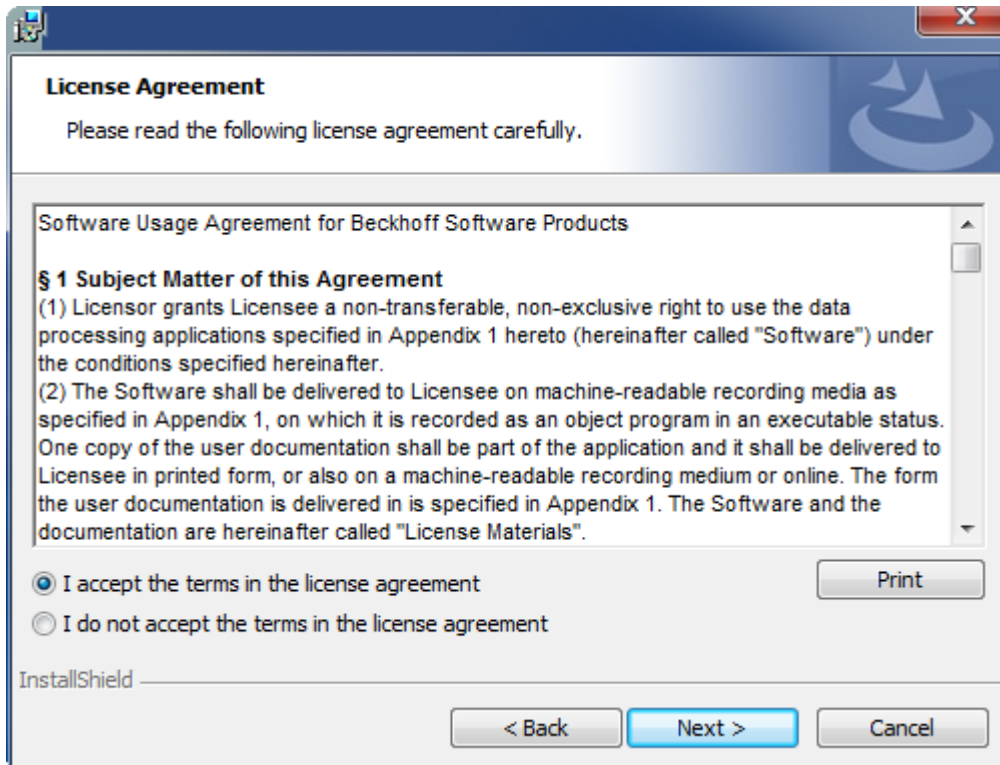 License Agreement
Please read the following license agreement carefully.
Software Usage Agreement for Beckhoff Software Products
§ 1 Subject Matter of this Agreement
(1) Licensor grants Licensee a non-transferable, non-exclusive right to use the data
processing applications specified in Appendix 1 hereto (hereinafter called "Software") under
the conditions specified hereinafter.
(2) The Software shall be delivered to Licensee on machine-readable recording media as
specified in Appendix 1, on which it is recorded as an object program in an executable status.
One copy of the user documentation shall be part of the application and it shall be delivered to
Licensee in printed form, or also on a machine-readable recording medium or online. The form
the user documentation is delivered in is specified in Appendix 1. The Software and the
documentation are hereinafter called "License Materials".
I accept the terms in the license agreement
Print
I do not accept the terms in the license agreement
InstallShield
< Back
Next >
Cancel